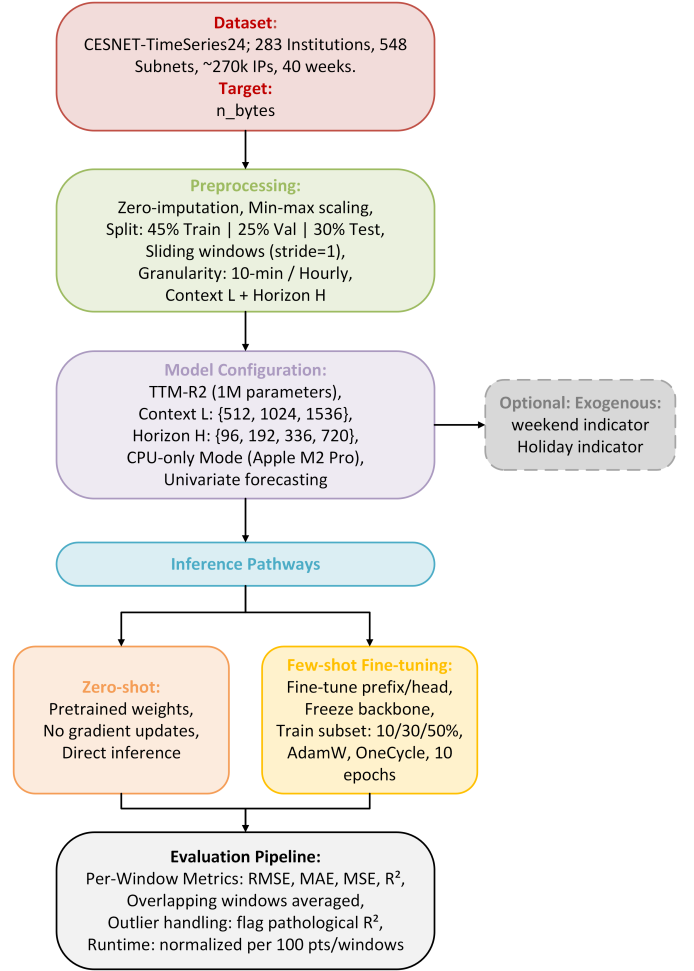 Dataset:
CESNET-TimeSeries24; 283 Institutions, 548
Subnets, ~270k IPs, 40 weeks.
Target:
n_bytes
Preprocessing:
Zero-imputation, Min-max scaling,
Split: 45% Train | 25% Val | 30% Test,
Sliding windows (stride=1),
Granularity: 10-min / Hourly,
Context L + Horizon H
Model Configuration:
TTM-R2 (1M parameters),
Context L: {512, 1024, 1536},
Horizon H: {96, 192, 336, 720},
CPU-only Mode (Apple M2 Pro),
Univariate forecasting
Optional: Exogenous:
weekend indicator
Holiday indicator
Inference Pathways
Zero-shot:
Pretrained weights,
No gradient updates,
Direct inference
Few-shot Fine-tuning:
Fine-tune prefix/head,
Freeze backbone,
Train subset: 10/30/50%,
AdamW, OneCycle, 10
epochs
Evaluation Pipeline:
Per-Window Metrics: RMSE, MAE, MSE, R²,
Overlapping windows averaged,
Outlier handling: flag pathological R²,
Runtime: normalized per 100 pts/windows